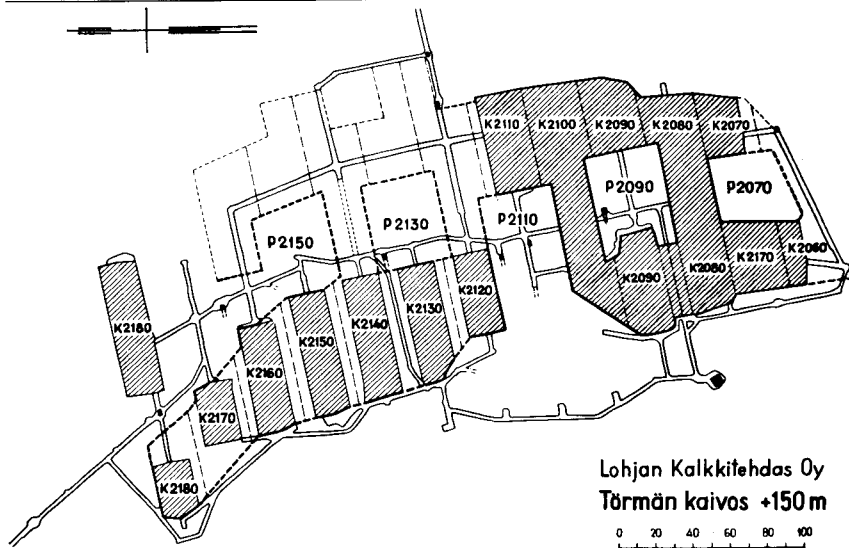 K2110
K2100
K2090
K2080
K2070
P2090
P2070
P2110
P2130
P2150
K2180
K2160
K2150
K2140
K2130
K2120
K2090
K2080
K2170
K2060
K2170
K2180
Lohjan Kalkkitehdas Oy
Törmän kaivos +150 m
0 20 40 60 80 100